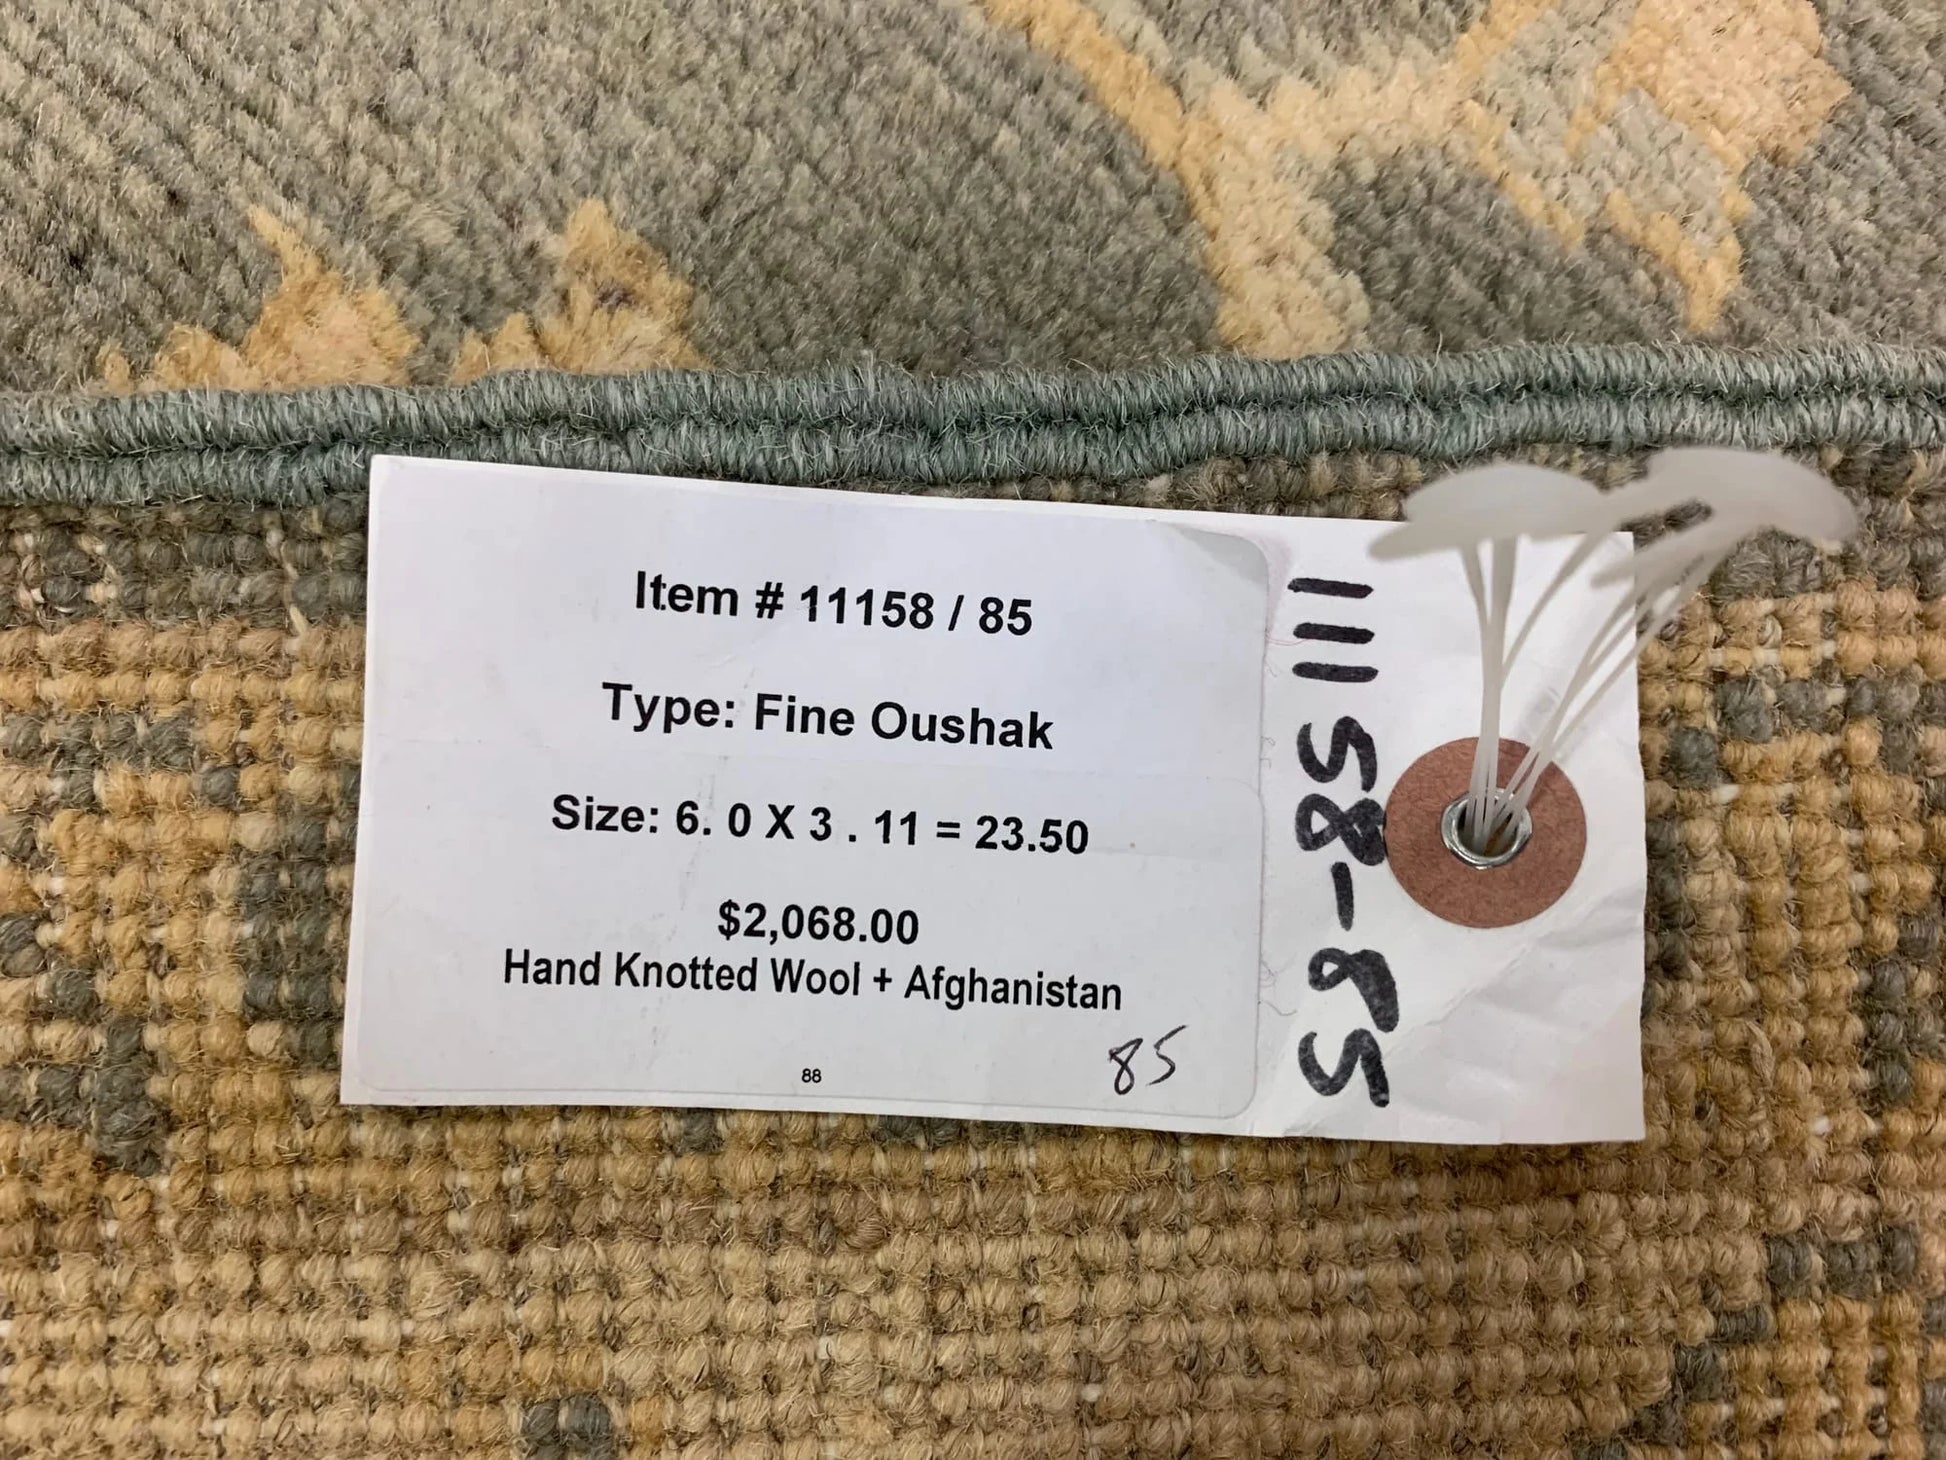 Item # 11158 / 85
Type: Fine Oushak
Size: 6. 0 X 3 . 11 = 23.50
$2,068.00
Hand Knotted Wool + Afghanistan
88
85
11158-85